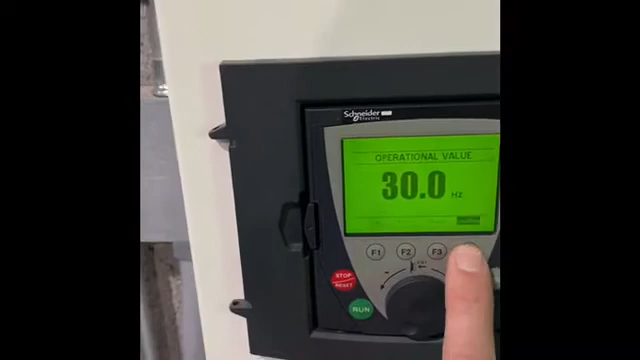 Schneider
Electric
OPERATIONAL VALUE
30.0 HZ
F1 F2 F3
STOP
RESET
RUN